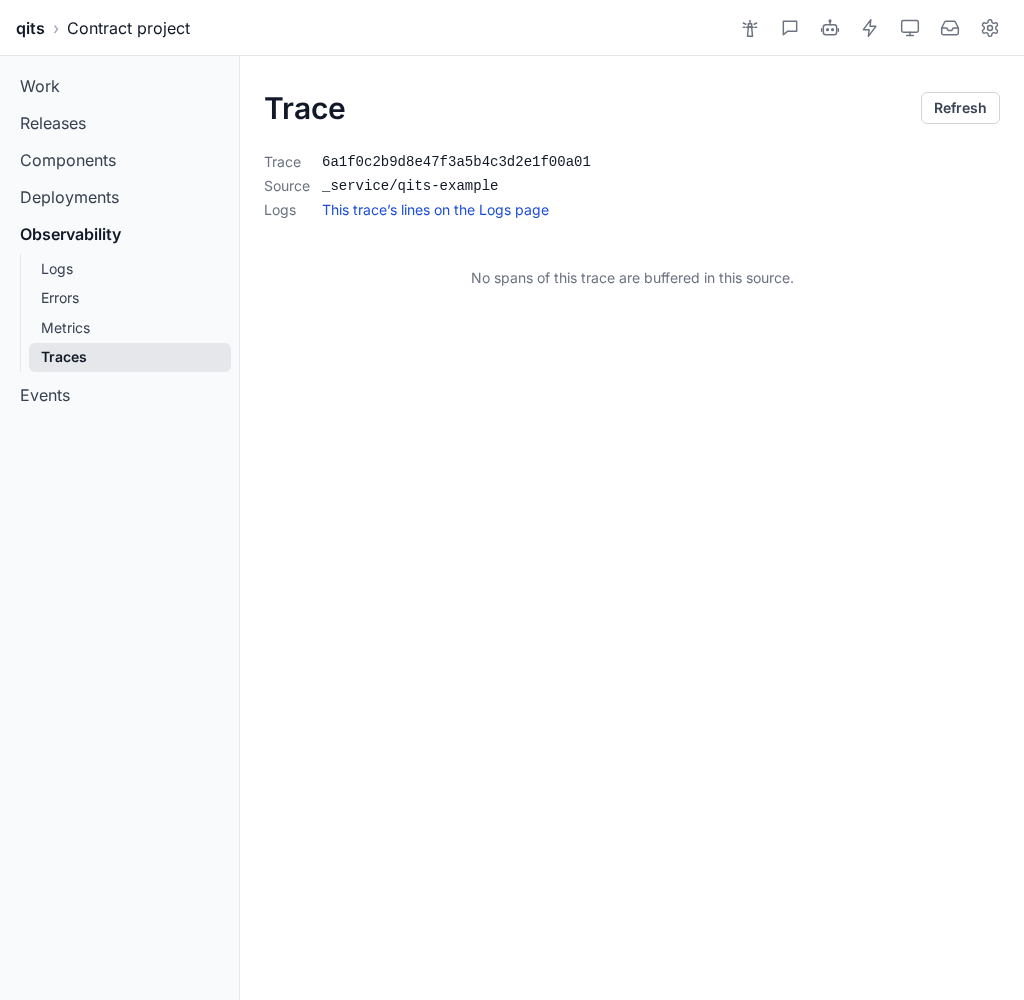 qits › Contract project
Work
Releases
Components
Deployments
Observability
Logs
Errors
Metrics
Traces
Events
Trace
Refresh
Trace 6a1f0c2b9d8e47f3a5b4c3d2e1f00a01
Source _service/qits-example
Logs This trace’s lines on the Logs page
No spans of this trace are buffered in this source.